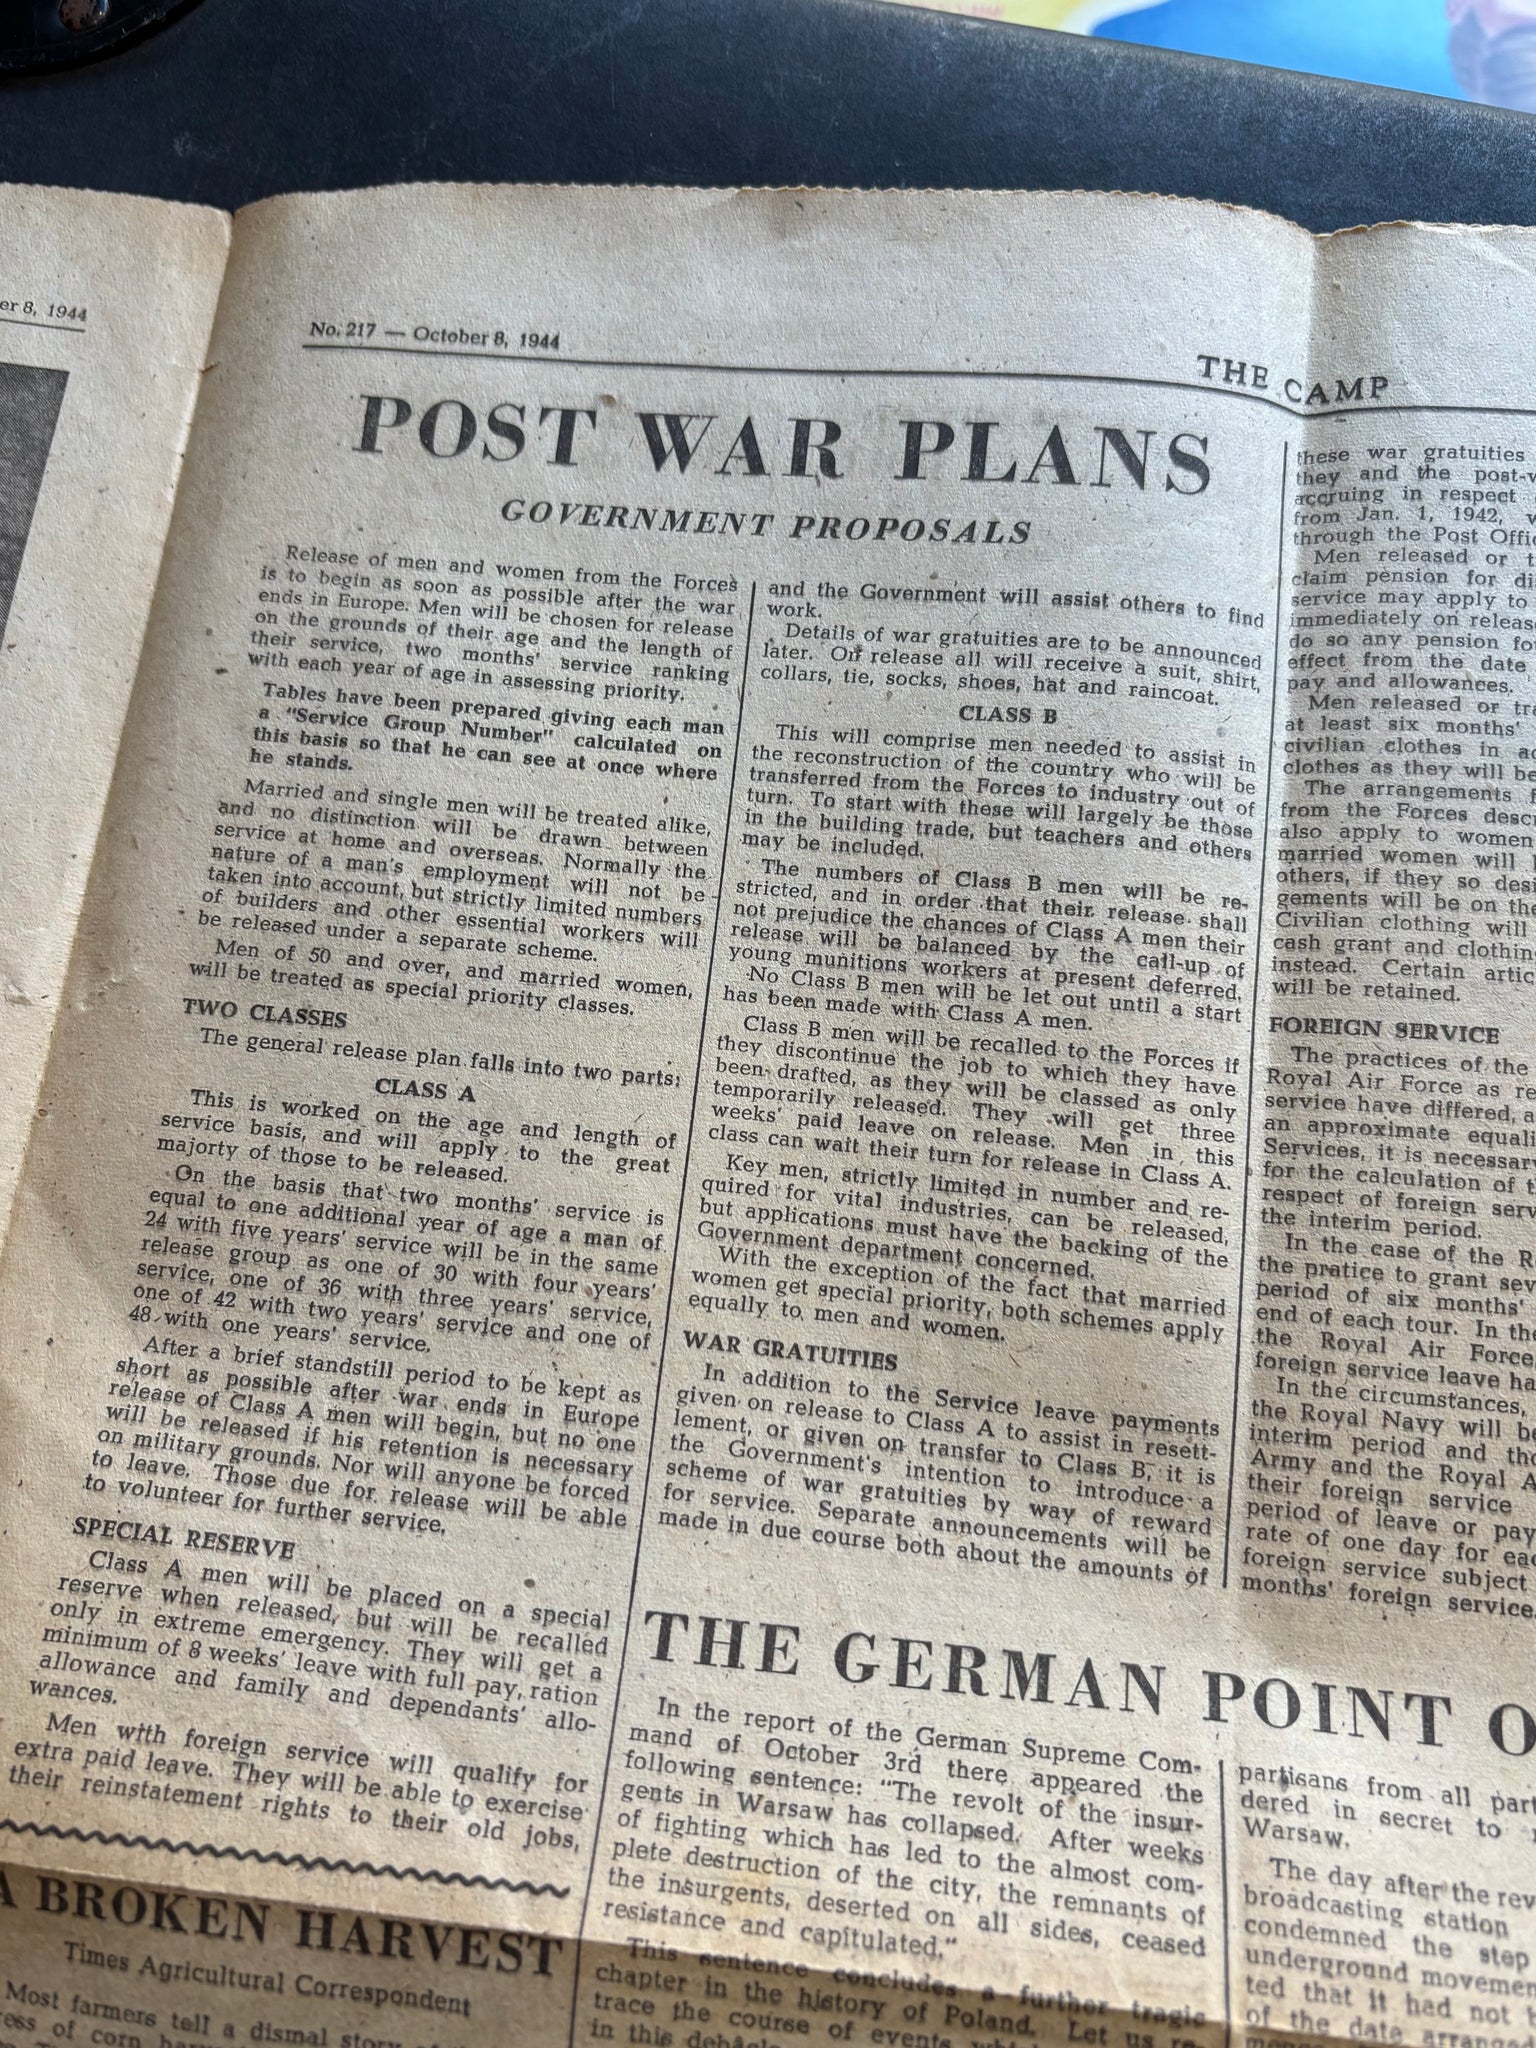 er 8, 1944
No. 217 — October 8, 1944
THE CAMP
POST WAR PLANS
GOVERNMENT PROPOSALS
Release of men and women from the Forces
is to begin as soon as possible after the war
ends in Europe. Men will be chosen for release
on the grounds of their age and the length of
their service, two months' service ranking
with each year of age in assessing priority.
Tables have been prepared giving each man
a "Service Group Number" calculated on
this basis so that he can see at once where
he stands.
Married and single men will be treated alike,
and no distinction will be drawn between
service at home and overseas. Normally the
nature of a man's employment will not be
taken into account, but strictly limited numbers
of builders and other essential workers will
be released under a separate scheme.
Men of 50 and over, and married women,
will be treated as special priority classes.
TWO CLASSES
The general release plan falls into two parts:
CLASS A
This is worked on the age and length of
service basis, and will apply to the great
majorty of those to be released.
On the basis that two months' service is
equal to one additional year of age a man of
24 with five years' service will be in the same
release group as one of 30 with four years'
service, one of 36 with three years' service,
one of 42 with two years' service and one of
48 with one years' service.
After a brief standstill period to be kept as
short as possible after war ends in Europe
release of Class A men will begin, but no one
will be released if his retention is necessary
on military grounds. Nor will anyone be forced
to leave. Those due for release will be able
to volunteer for further service.
SPECIAL RESERVE
Class A men will be placed on a special
reserve when released, but will be recalled
only in extreme emergency. They will get a
minimum of 8 weeks' leave with full pay, ration
allowance and family and dependants' allo-
wances.
Men with foreign service will qualify for
extra paid leave. They will be able to exercise
their reinstatement rights to their old jobs,
and the Government will assist others to find
work.
Details of war gratuities are to be announced
later. On release all will receive a suit, shirt,
collars, tie, socks, shoes, hat and raincoat.
CLASS B
This will comprise men needed to assist in
the reconstruction of the country who will be
transferred from the Forces to industry out of
turn. To start with these will largely be those
in the building trade, but teachers and others
may be included.
The numbers of Class B men will be re-
stricted, and in order that their release shall
not prejudice the chances of Class A men their
release will be balanced by the call-up of
young munitions workers at present deferred.
No Class B men will be let out until a start
has been made with Class A men.
Class B men will be recalled to the Forces if
they discontinue the job to which they have
been drafted, as they will be classed as only
temporarily released. They will get three
weeks' paid leave on release. Men in this
class can wait their turn for release in Class A.
Key men, strictly limited in number and re-
quired for vital industries, can be released,
but applications must have the backing of the
Government department concerned.
With the exception of the fact that married
women get special priority, both schemes apply
equally to men and women.
WAR GRATUITIES
In addition to the Service leave payments
given on release to Class A to assist in resett-
lement, or given on transfer to Class B, it is
the Government's intention to introduce a
scheme of war gratuities by way of reward
for service. Separate announcements will be
made in due course both about the amounts of
these war gratuities
they and the post-w
accruing in respect
from Jan. 1, 1942, w
through the Post Offi
Men released or t
claim pension for di
service may apply to
immediately on releas
do so any pension fo
effect from the date
pay and allowances.
Men released or tra
at least six months'
civilian clothes in a
clothes as they will be
The arrangements f
from the Forces descr
also apply to women
married women will
others, if they so desi
gements will be on the
Civilian clothing will
cash grant and clothin
instead. Certain artic
will be retained.
FOREIGN SERVICE
The practices of the
Royal Air Force as re
service have differed, a
an approximate equali
Services, it is necessary
for the calculation of t
respect of foreign serv
the interim period.
In the case of the R
the pratice to grant sev
period of six months'
end of each tour. In the
the Royal Air Force
foreign service leave ha
In the circumstances,
the Royal Navy will be
interim period and tho
Army and the Royal A
their foreign service
period of leave or pay
rate of one day for eac
foreign service subject
months' foreign service
THE GERMAN POINT O
In the report of the German Supreme Com-
mand of October 3rd there appeared the
following sentence: "The revolt of the insur-
gents in Warsaw has collapsed. After weeks
of fighting which has led to the almost com-
plete destruction of the city, the remnants of
the insurgents, deserted on all sides, ceased
resistance and capitulated."
This sentence concludes a further tragic
chapter in the history of Poland. Let us re-
trace the course of events
in this debâcle
partisans from all part
dered in secret to
Warsaw.
The day after the rev
broadcasting station
condemned the step
underground movemen
ted that it had not b
of the date arranged
A BROKEN HARVEST
Times Agricultural Correspondent
Most farmers tell a dismal story
ess of corn